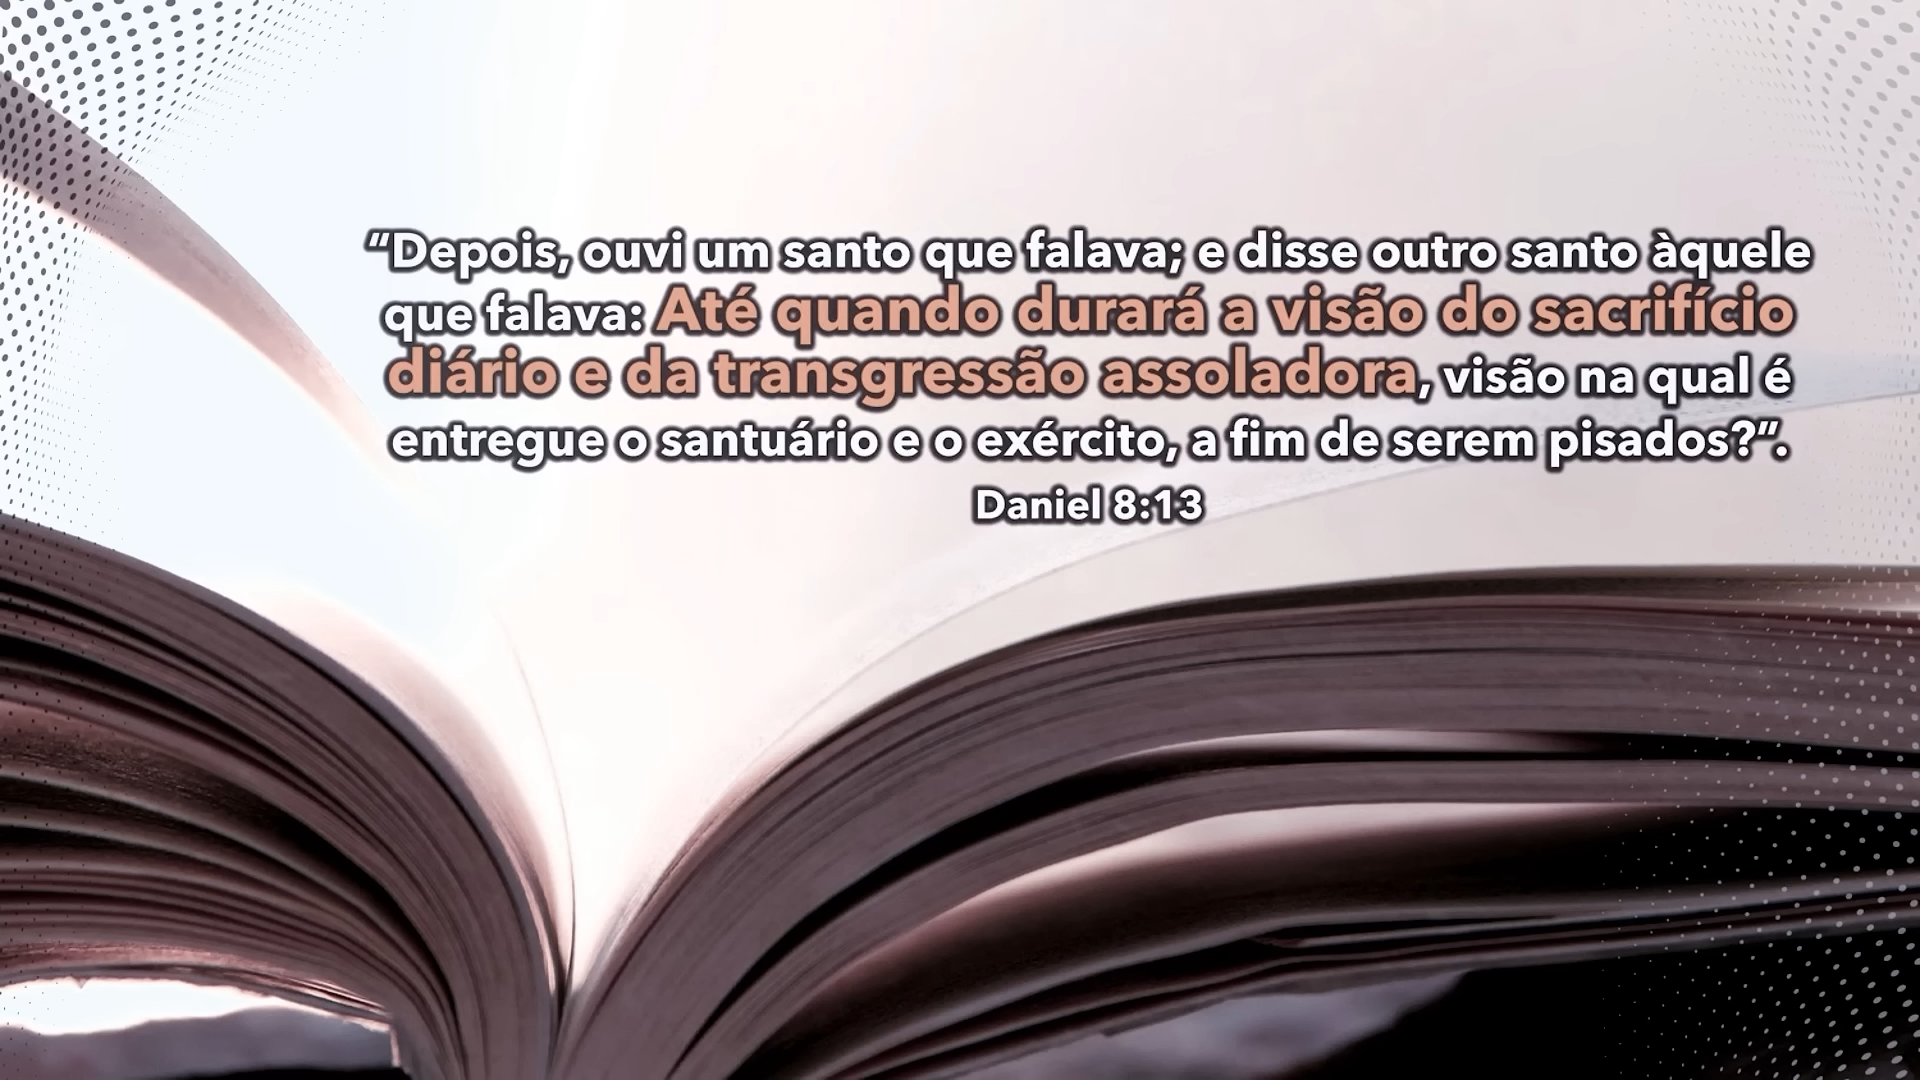 “Depois, ouvi um santo que falava; e disse outro santo àquele
que falava: Até quando durará a visão do sacrifício
diário e da transgressão assoladora, visão na qual é
entregue o santuário e o exército, a fim de serem pisados?”.
Daniel 8:13